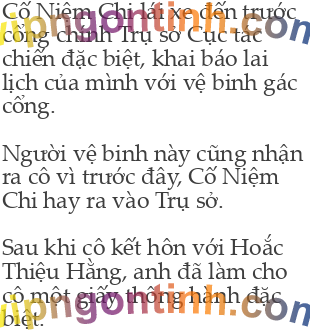 Cố Niệm Chi lái xe đến trước
cổng chính Trụ sở Cục tác
chiến đặc biệt, khai báo lai
lịch của mình với vệ binh gác
cổng.

Người vệ binh này cũng nhận
ra cô vì trước đây, Cố Niệm
Chi hay ra vào Trụ sở.

Sau khi cô kết hôn với Hoắc
Thiệu Hằng, anh đã làm cho
cô một giấy thông hành đặc
biệt.
vipngontinh.com
vipngontinh.com